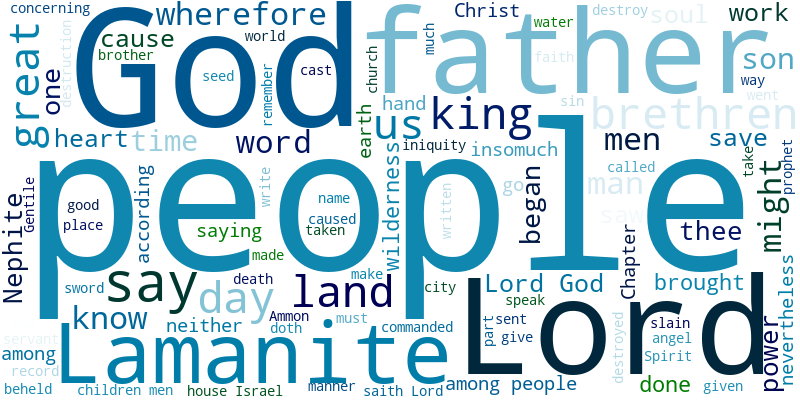 concerning
wherefore
Christ
water
destroy
soul
work
great
one
destruction
cause
brother
God
world
seed
remember
cast
church
father
much
faith
son
way
went
hand
us
king
brethren
sin
heart
time
word
earth
iniquity
insomuch
men
save
called
take
prophet
might
Nephite
Gentile
good
place
according
people
saying
write
name
caused
taken
made
wilderness
written
go
began
man
saw
thee
Chapter
say
sword
day
death
land
make
city
Lord God
speak
brought
nevertheless
know
neither
doth
Ammon
must
commanded
part
sent
give
Lord
slain
angel
Spirit
destroyed
power
servant
among
record
beheld
Lamanite
children men
house Israel
manner
saith Lord
among people
done
given